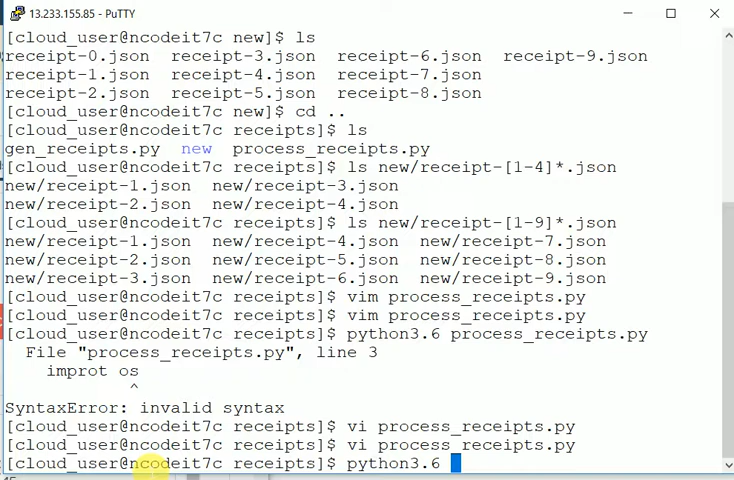 13.233.155.85 - PuTTY
[cloud_user@ncodeit7c new]$ ls
receipt-0.json receipt-3.json receipt-6.json receipt-9.json
receipt-1.json receipt-4.json receipt-7.json
receipt-2.json receipt-5.json receipt-8.json
[cloud_user@ncodeit7c new]$ cd ..
[cloud_user@ncodeit7c receipts]$ ls
gen_receipts.py new process_receipts.py
[cloud_user@ncodeit7c receipts]$ ls new/receipt-[1-4]*.json
new/receipt-1.json new/receipt-3.json
new/receipt-2.json new/receipt-4.json
[cloud_user@ncodeit7c receipts]$ ls new/receipt-[1-9]*.json
new/receipt-1.json new/receipt-4.json new/receipt-7.json
new/receipt-2.json new/receipt-5.json new/receipt-8.json
new/receipt-3.json new/receipt-6.json new/receipt-9.json
[cloud_user@ncodeit7c receipts]$ vim process_receipts.py
[cloud_user@ncodeit7c receipts]$ vim process_receipts.py
[cloud_user@ncodeit7c receipts]$ python3.6 process_receipts.py
File "process_receipts.py", line 3
improt os
^
SyntaxError: invalid syntax
[cloud_user@ncodeit7c receipts]$ vi process_receipts.py
[cloud_user@ncodeit7c receipts]$ vi process_receipts.py
[cloud_user@ncodeit7c receipts]$ python3.6